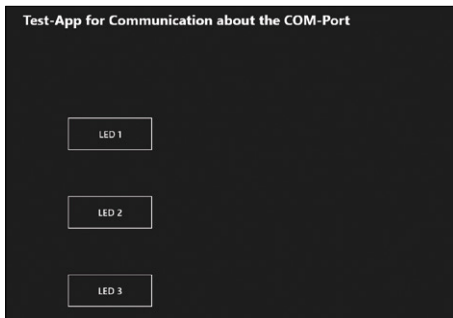 Test-App for Communication about the COM-Port
LED 1
LED 2
LED 3